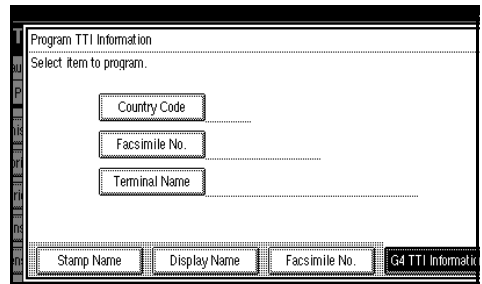 Program TTI Information
Select item to program.
Country Code
Facsimile No.
Terminal Name
Stamp Name
Display Name
Facsimile No.
G4 TTI Informatio